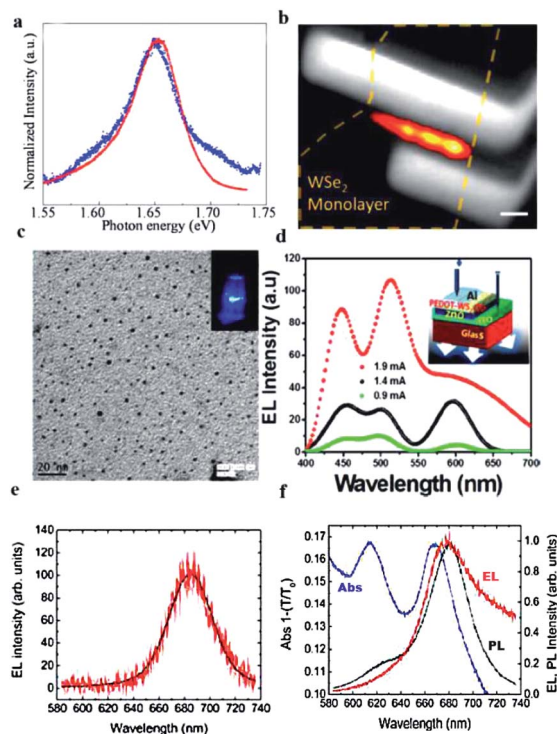 a
Normalized Intensity (a.u.)
1.55 1.60 1.65 1.70 1.75
Photon energy (eV)
b
WSe2
Monolayer
c
20 nm
d
EL Intensity (a.u)
120
100
80
60
40
20
0
400 450 500 550 600 650 700
Wavelength (nm)
1.9 mA
1.4 mA
0.9 mA
Al
ZnO
Glass
e
EL intensity (arb. units)
140
120
100
80
60
40
20
0
580 600 620 640 660 680 700 720 740
Wavelength (nm)
f
Abs 1-(T/T0)
0.17
0.16
0.15
0.14
0.13
0.12
0.11
0.10
Abs
EL
PL
1.0
0.8
0.6
0.4
0.2
0.0
EL, PL Intensity (arb. units)
580 600 620 640 660 680 700 720 740
Wavelength (nm)